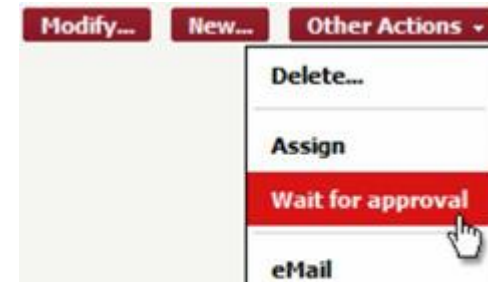 Modify... New... Other Actions
Delete...
Assign
Wait for approval
eMail